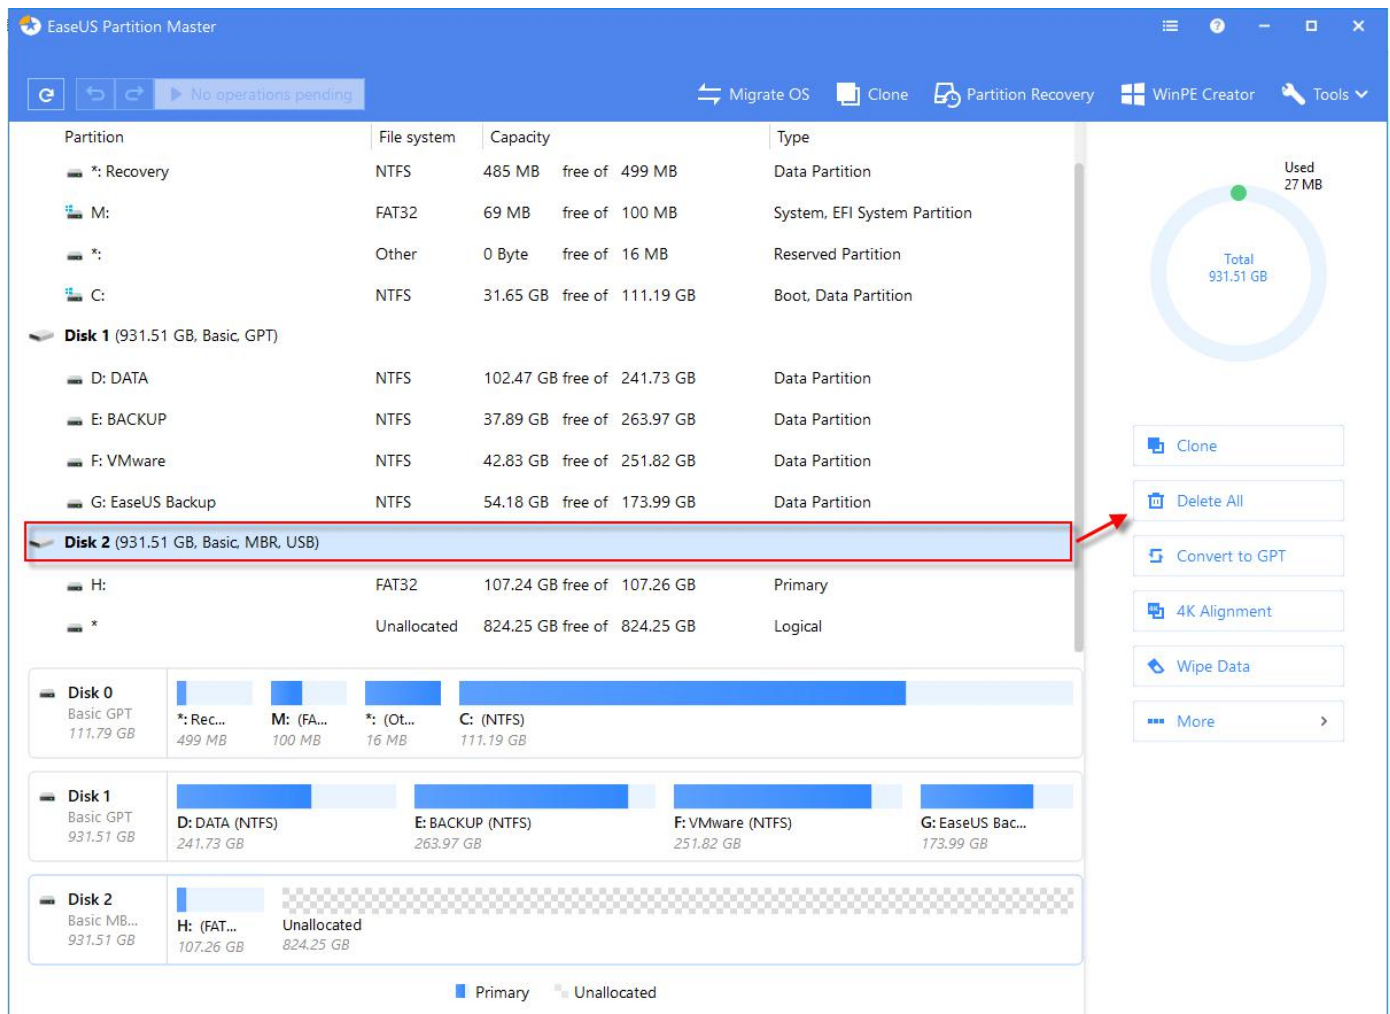 EaseUS Partition Master
No operations pending
Migrate OS Clone Partition Recovery WinPE Creator Tools
Partition File system Capacity Type
*: Recovery NTFS 485 MB free of 499 MB Data Partition
M: FAT32 69 MB free of 100 MB System, EFI System Partition
*: Other 0 Byte free of 16 MB Reserved Partition
C: NTFS 31.65 GB free of 111.19 GB Boot, Data Partition
Disk 1 (931.51 GB, Basic, GPT)
D: DATA NTFS 102.47 GB free of 241.73 GB Data Partition
E: BACKUP NTFS 37.89 GB free of 263.97 GB Data Partition
F: VMware NTFS 42.83 GB free of 251.82 GB Data Partition
G: EaseUS Backup NTFS 54.18 GB free of 173.99 GB Data Partition
Disk 2 (931.51 GB, Basic, MBR, USB)
H: FAT32 107.24 GB free of 107.26 GB Primary
* Unallocated 824.25 GB free of 824.25 GB Logical
Used
27 MB
Total
931.51 GB
Clone
Delete All
Convert to GPT
4K Alignment
Wipe Data
More
Disk 0
Basic GPT
111.79 GB
*: Rec... M: (FA... *: (Ot... C: (NTFS)
499 MB 100 MB 16 MB 111.19 GB
Disk 1
Basic GPT
931.51 GB
D: DATA (NTFS) E: BACKUP (NTFS) F: VMware (NTFS) G: EaseUS Bac...
241.73 GB 263.97 GB 251.82 GB 173.99 GB
Disk 2
Basic MB...
931.51 GB
H: (FAT... Unallocated
107.26 GB 824.25 GB
Primary Unallocated